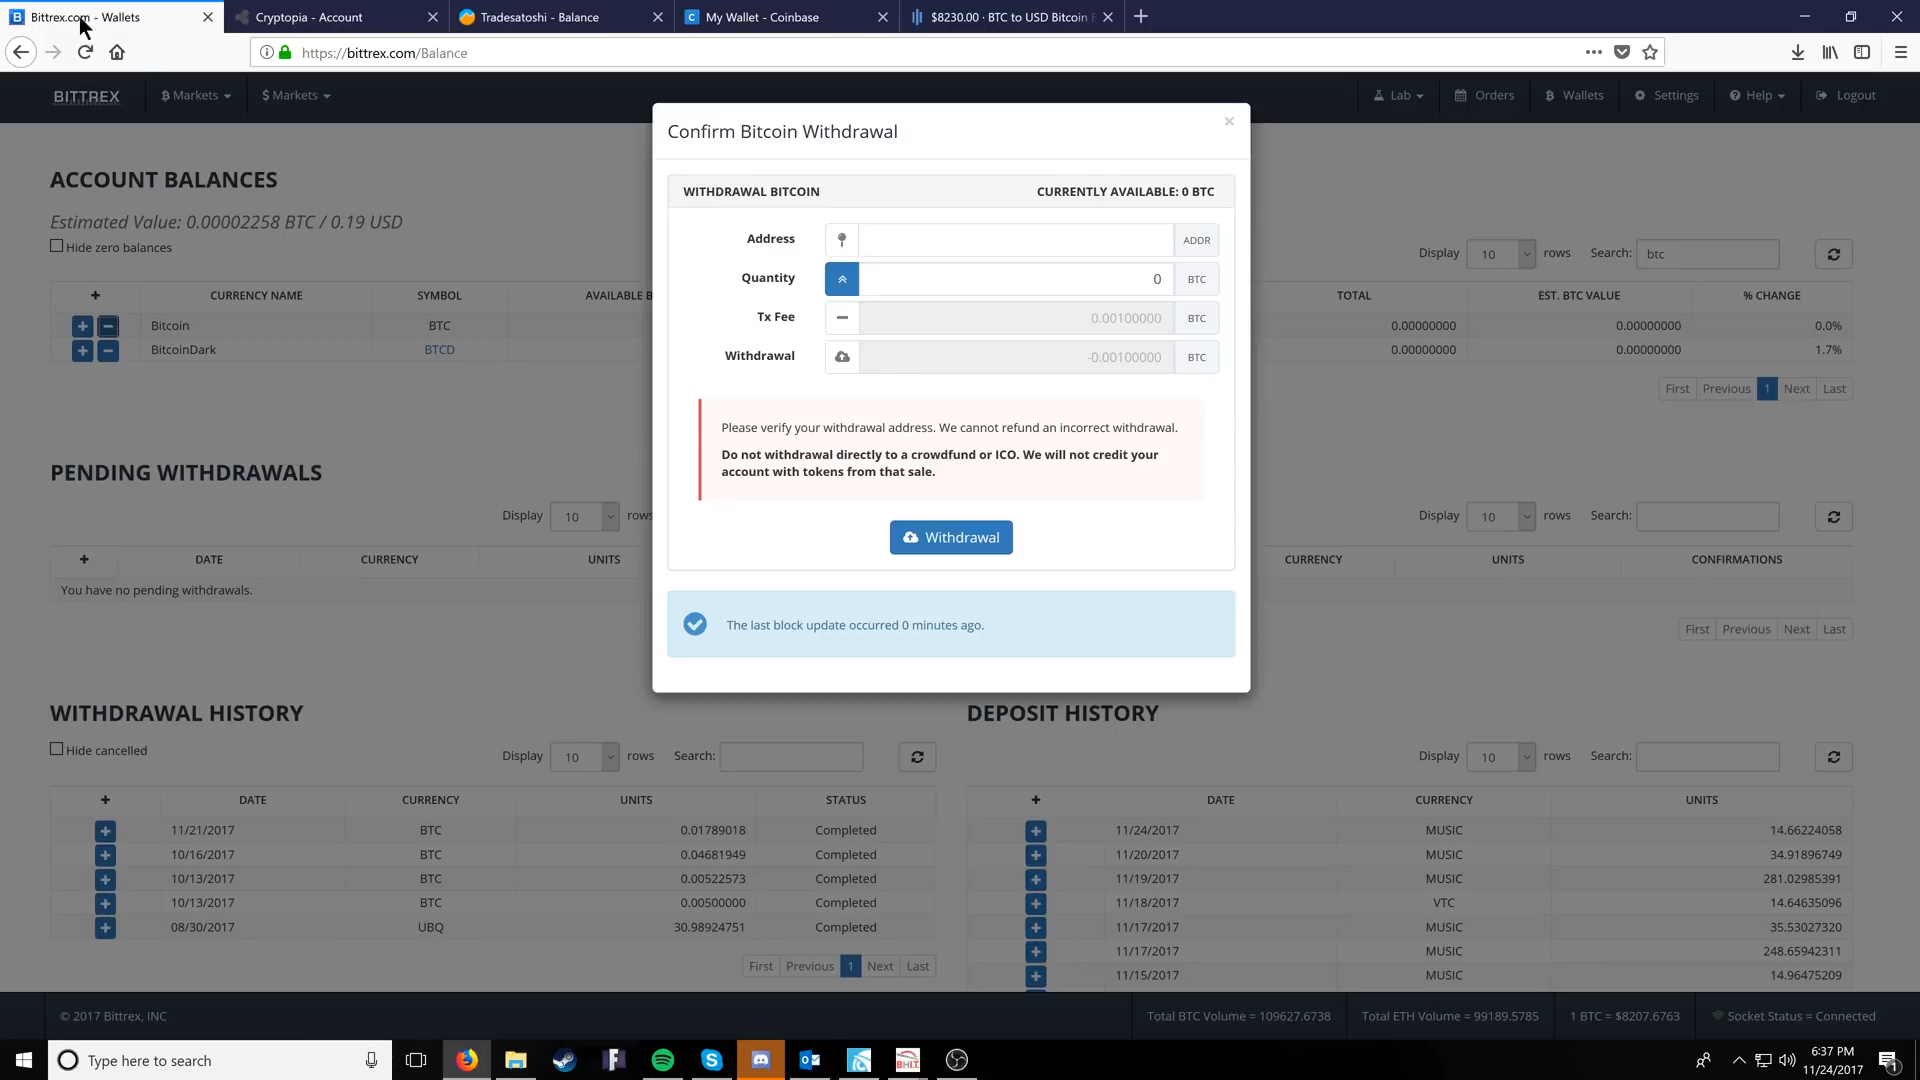 Bittrex.com - Wallets
Cryptopia - Account
Tradesatoshi - Balance
My Wallet - Coinbase
$8230.00 · BTC to USD Bitcoin
https://bittrex.com/Balance
BITTREX
Markets
$ Markets
Lab
Orders
Wallets
Settings
Help
Logout
Confirm Bitcoin Withdrawal
×
WITHDRAWAL BITCOIN
CURRENTLY AVAILABLE: 0 BTC
Address
ADDR
Quantity
0
BTC
Tx Fee
0.00100000
BTC
Withdrawal
-0.00100000
BTC
Please verify your withdrawal address. We cannot refund an incorrect withdrawal.
Do not withdrawal directly to a crowdfund or ICO. We will not credit your
account with tokens from that sale.
Withdrawal
The last block update occurred 0 minutes ago.
ACCOUNT BALANCES
Estimated Value: 0.00002258 BTC / 0.19 USD
Hide zero balances
Display 10 rows Search: btc
+ CURRENCY NAME SYMBOL AVAILABLE B TOTAL EST. BTC VALUE % CHANGE
Bitcoin BTC 0.00000000 0.00000000 0.0%
BitcoinDark BTCD 0.00000000 0.00000000 1.7%
First Previous 1 Next Last
PENDING WITHDRAWALS
Display 10 rows
+ DATE CURRENCY UNITS
You have no pending withdrawals.
Display 10 rows Search:
CURRENCY UNITS CONFIRMATIONS
First Previous Next Last
WITHDRAWAL HISTORY
Hide cancelled
Display 10 rows Search:
+ DATE CURRENCY UNITS STATUS
11/21/2017 BTC 0.01789018 Completed
10/16/2017 BTC 0.04681949 Completed
10/13/2017 BTC 0.00522573 Completed
10/13/2017 BTC 0.00500000 Completed
08/30/2017 UBQ 30.98924751 Completed
First Previous 1 Next Last
DEPOSIT HISTORY
Display 10 rows Search:
+ DATE CURRENCY UNITS
11/24/2017 MUSIC 14.66224058
11/20/2017 MUSIC 34.91896749
11/19/2017 MUSIC 281.02985391
11/18/2017 VTC 14.64635096
11/17/2017 MUSIC 35.53027320
11/17/2017 MUSIC 248.65942311
11/15/2017 MUSIC 14.96475209
© 2017 Bittrex, INC
Total BTC Volume = 109627.6738
Total ETH Volume = 99189.5785
1 BTC = $8207.6763
Socket Status = Connected
Type here to search
6:37 PM
11/24/2017
1